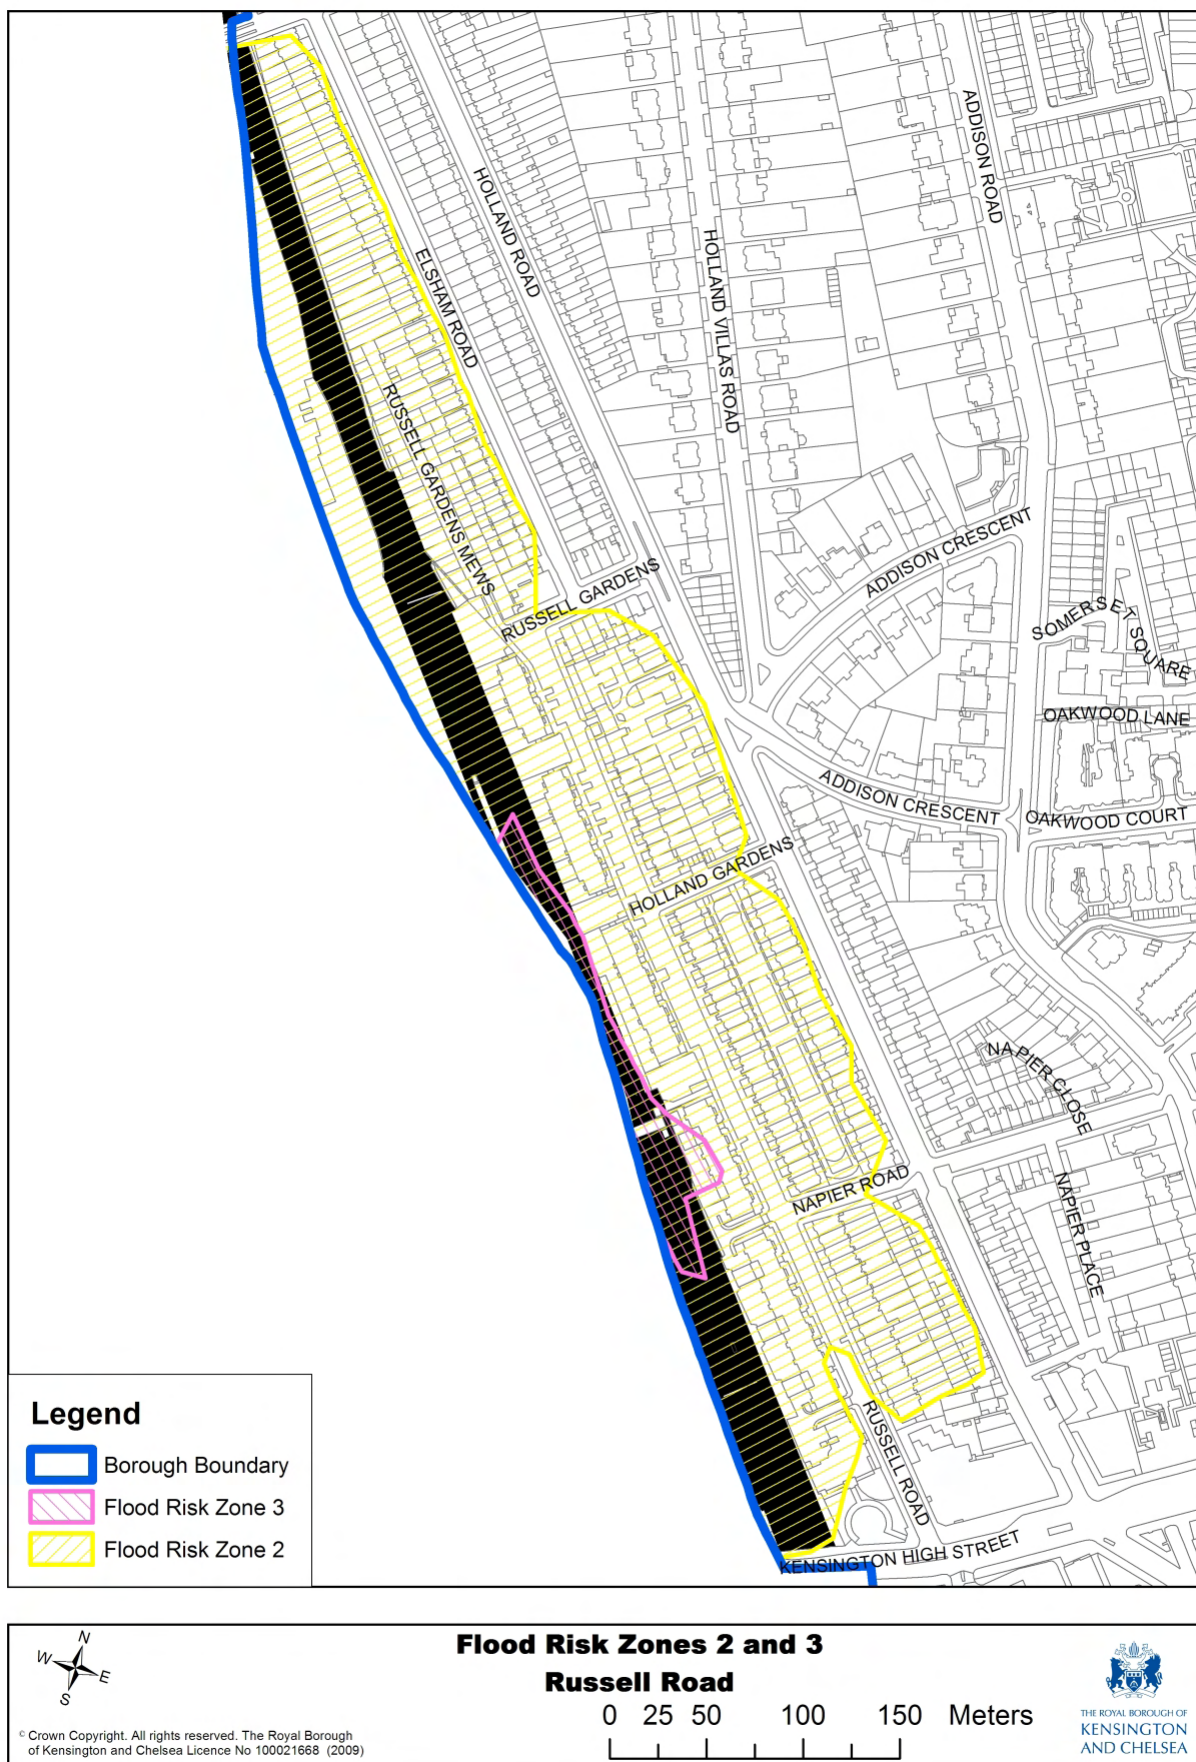 ADDISON ROAD
HOLLAND ROAD
HOLLAND VILLAS ROAD
ELSHAM ROAD
RUSSELL GARDENS MEWS
ADDISON CRESCENT
RUSSELL GARDENS
SOMERSET SQUARE
OAKWOOD LANE
ADDISON CRESCENT
OAKWOOD COURT
HOLLAND GARDENS
NAPIER CLOSE
NAPIER ROAD
NAPIER PLACE
RUSSELL ROAD
KENSINGTON HIGH STREET
Legend
Borough Boundary
Flood Risk Zone 3
Flood Risk Zone 2
N
W
E
S
Flood Risk Zones 2 and 3
Russell Road
0 25 50 100 150 Meters
© Crown Copyright. All rights reserved. The Royal Borough
of Kensington and Chelsea Licence No 100021668 (2009)
THE ROYAL BOROUGH OF
KENSINGTON
AND CHELSEA